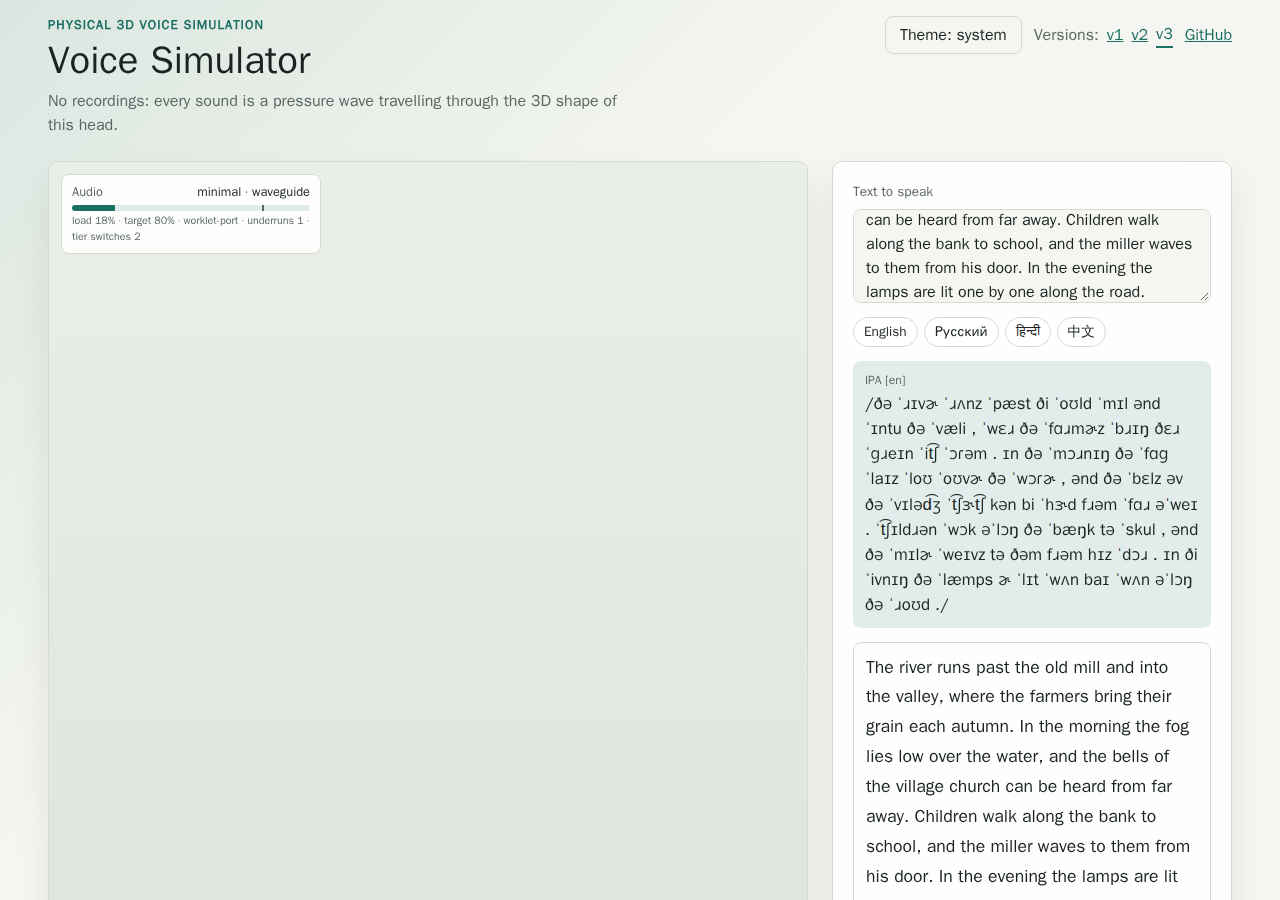 PHYSICAL 3D VOICE SIMULATION
Voice Simulator
No recordings: every sound is a pressure wave travelling through the 3D shape of
this head.
Theme: system
Versions: v1 v2 v3 GitHub
Audio
minimal · waveguide
load 18% · target 80% · worklet-port · underruns 1 ·
tier switches 2
Text to speak
can be heard from far away. Children walk
along the bank to school, and the miller waves
to them from his door. In the evening the
lamps are lit one by one along the road.
English
Русский
हिन्दी
中文
IPA [en]
/ðə ˈɹɪvɚ ˈɹʌnz ˈpæst ði ˈoʊld ˈmɪl ənd
ˈɪntu ðə ˈvæli , ˈwɛɹ ðə ˈfɑɹmɚz ˈbɹɪŋ ðɛɹ
ˈɡɹeɪn ˈit͡ʃ ˈɔɾəm . ɪn ðə ˈmɔɹnɪŋ ðə ˈfɑɡ
ˈlaɪz ˈloʊ ˈoʊvɚ ðə ˈwɔɾɚ , ənd ðə ˈbɛlz əv
ðə ˈvɪləd͡ʒ ˈt͡ʃɝt͡ʃ kən bi ˈhɝd fɹəm ˈfɑɹ əˈweɪ
. ˈt͡ʃɪldɹən ˈwɔk əˈlɔŋ ðə ˈbæŋk tə ˈskul , ənd
ðə ˈmɪlɚ ˈweɪvz tə ðəm fɹəm hɪz ˈdɔɹ . ɪn ði
ˈivnɪŋ ðə ˈlæmps ɚ ˈlɪt ˈwʌn baɪ ˈwʌn əˈlɔŋ
ðə ˈɹoʊd ./
The river runs past the old mill and into
the valley, where the farmers bring their
grain each autumn. In the morning the fog
lies low over the water, and the bells of
the village church can be heard from far
away. Children walk along the bank to
school, and the miller waves to them from
his door. In the evening the lamps are lit